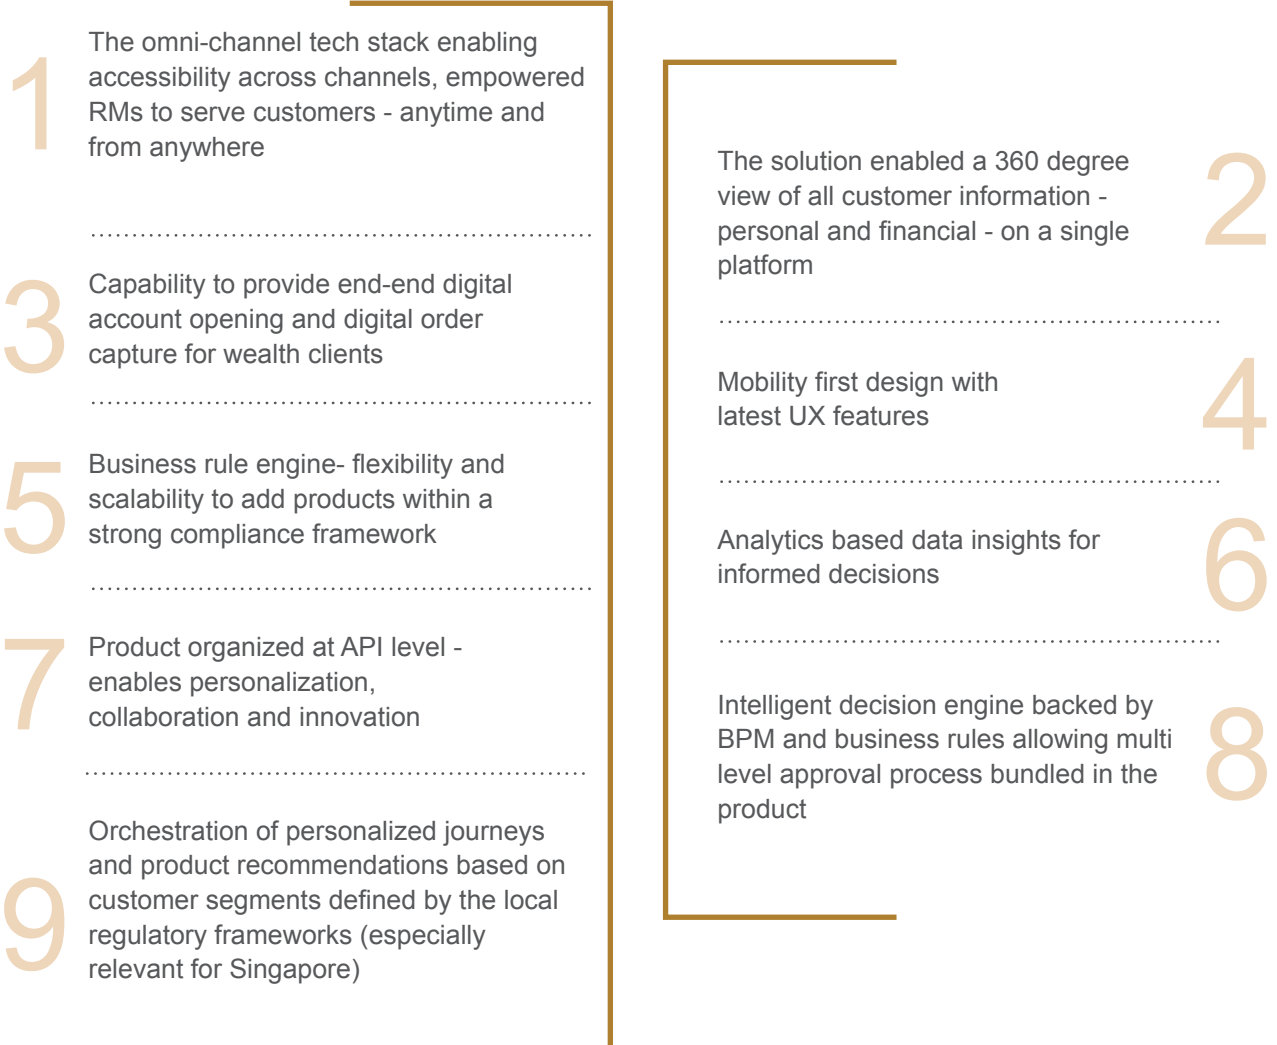 1
The omni-channel tech stack enabling
accessibility across channels, empowered
RMs to serve customers - anytime and
from anywhere
2
The solution enabled a 360 degree
view of all customer information -
personal and financial - on a single
platform
3
Capability to provide end-end digital
account opening and digital order
capture for wealth clients
4
Mobility first design with
latest UX features
5
Business rule engine- flexibility and
scalability to add products within a
strong compliance framework
6
Analytics based data insights for
informed decisions
7
Product organized at API level -
enables personalization,
collaboration and innovation
8
Intelligent decision engine backed by
BPM and business rules allowing multi
level approval process bundled in the
product
9
Orchestration of personalized journeys
and product recommendations based on
customer segments defined by the local
regulatory frameworks (especially
relevant for Singapore)